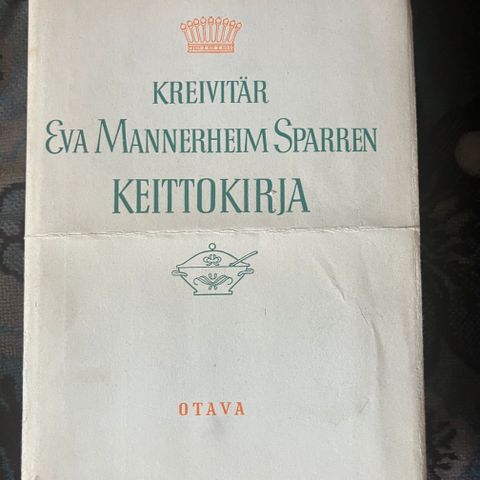 KREIVITÄR
EVA MANNERHEIM SPARREN
KEITTOKIRJA
OTAVA